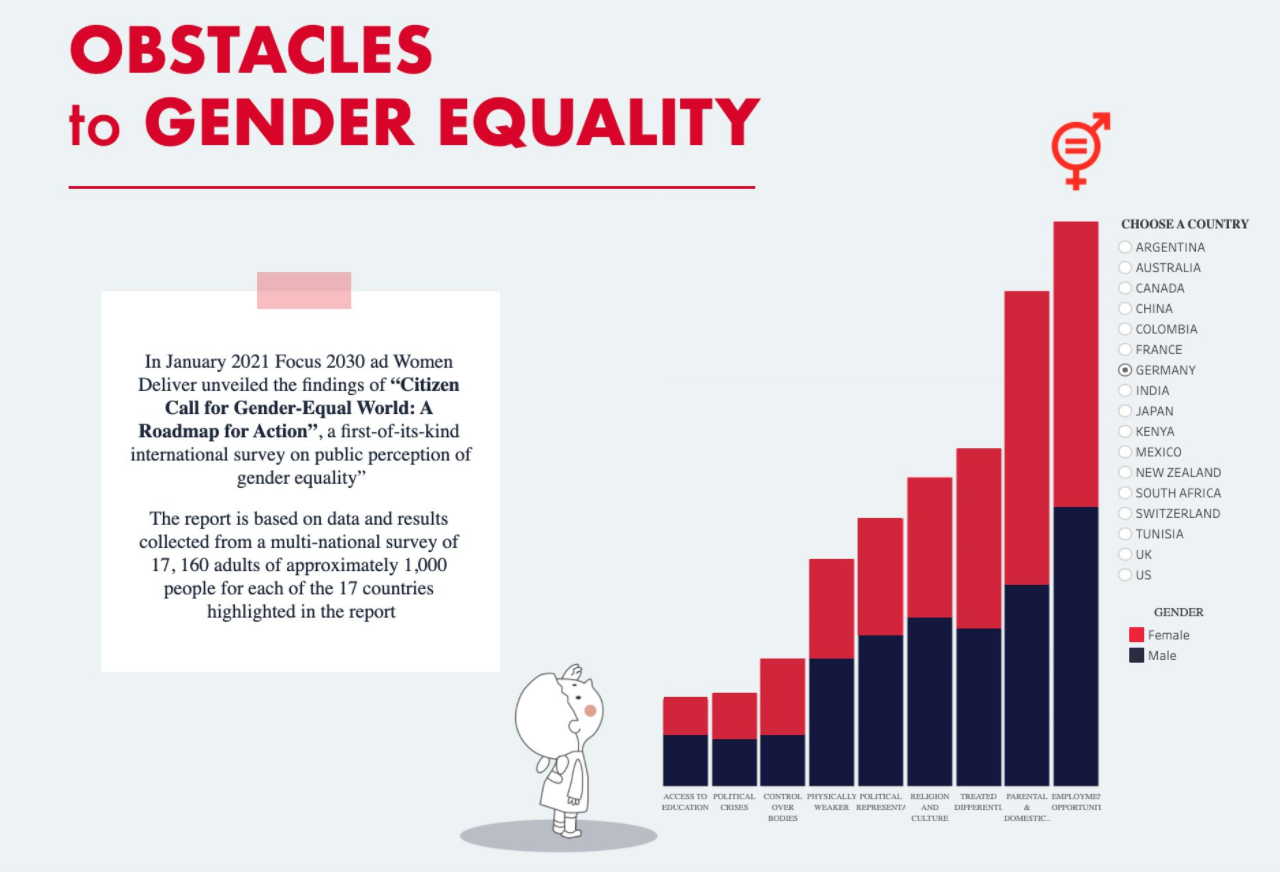 OBSTACLES
to GENDER EQUALITY
In January 2021 Focus 2030 ad Women
Deliver unveiled the findings of “Citizen
Call for Gender-Equal World: A
Roadmap for Action”, a first-of-its-kind
international survey on public perception of
gender equality”
The report is based on data and results
collected from a multi-national survey of
17, 160 adults of approximately 1,000
people for each of the 17 countries
highlighted in the report
CHOOSE A COUNTRY
ARGENTINA
AUSTRALIA
CANADA
CHINA
COLOMBIA
FRANCE
GERMANY
INDIA
JAPAN
KENYA
MEXICO
NEW ZEALAND
SOUTH AFRICA
SWITZERLAND
TUNISIA
UK
US
GENDER
Female
Male
ACCESS TO
EDUCATION
POLITICAL
CRISES
CONTROL
OVER
BODIES
PHYSICALLY
WEAKER
POLITICAL
REPRESENTA
RELIGION
AND
CULTURE
TREATED
DIFFERENTL
PARENTAL
&
DOMESTIC..
EMPLOYMEN
OPPORTUNIT